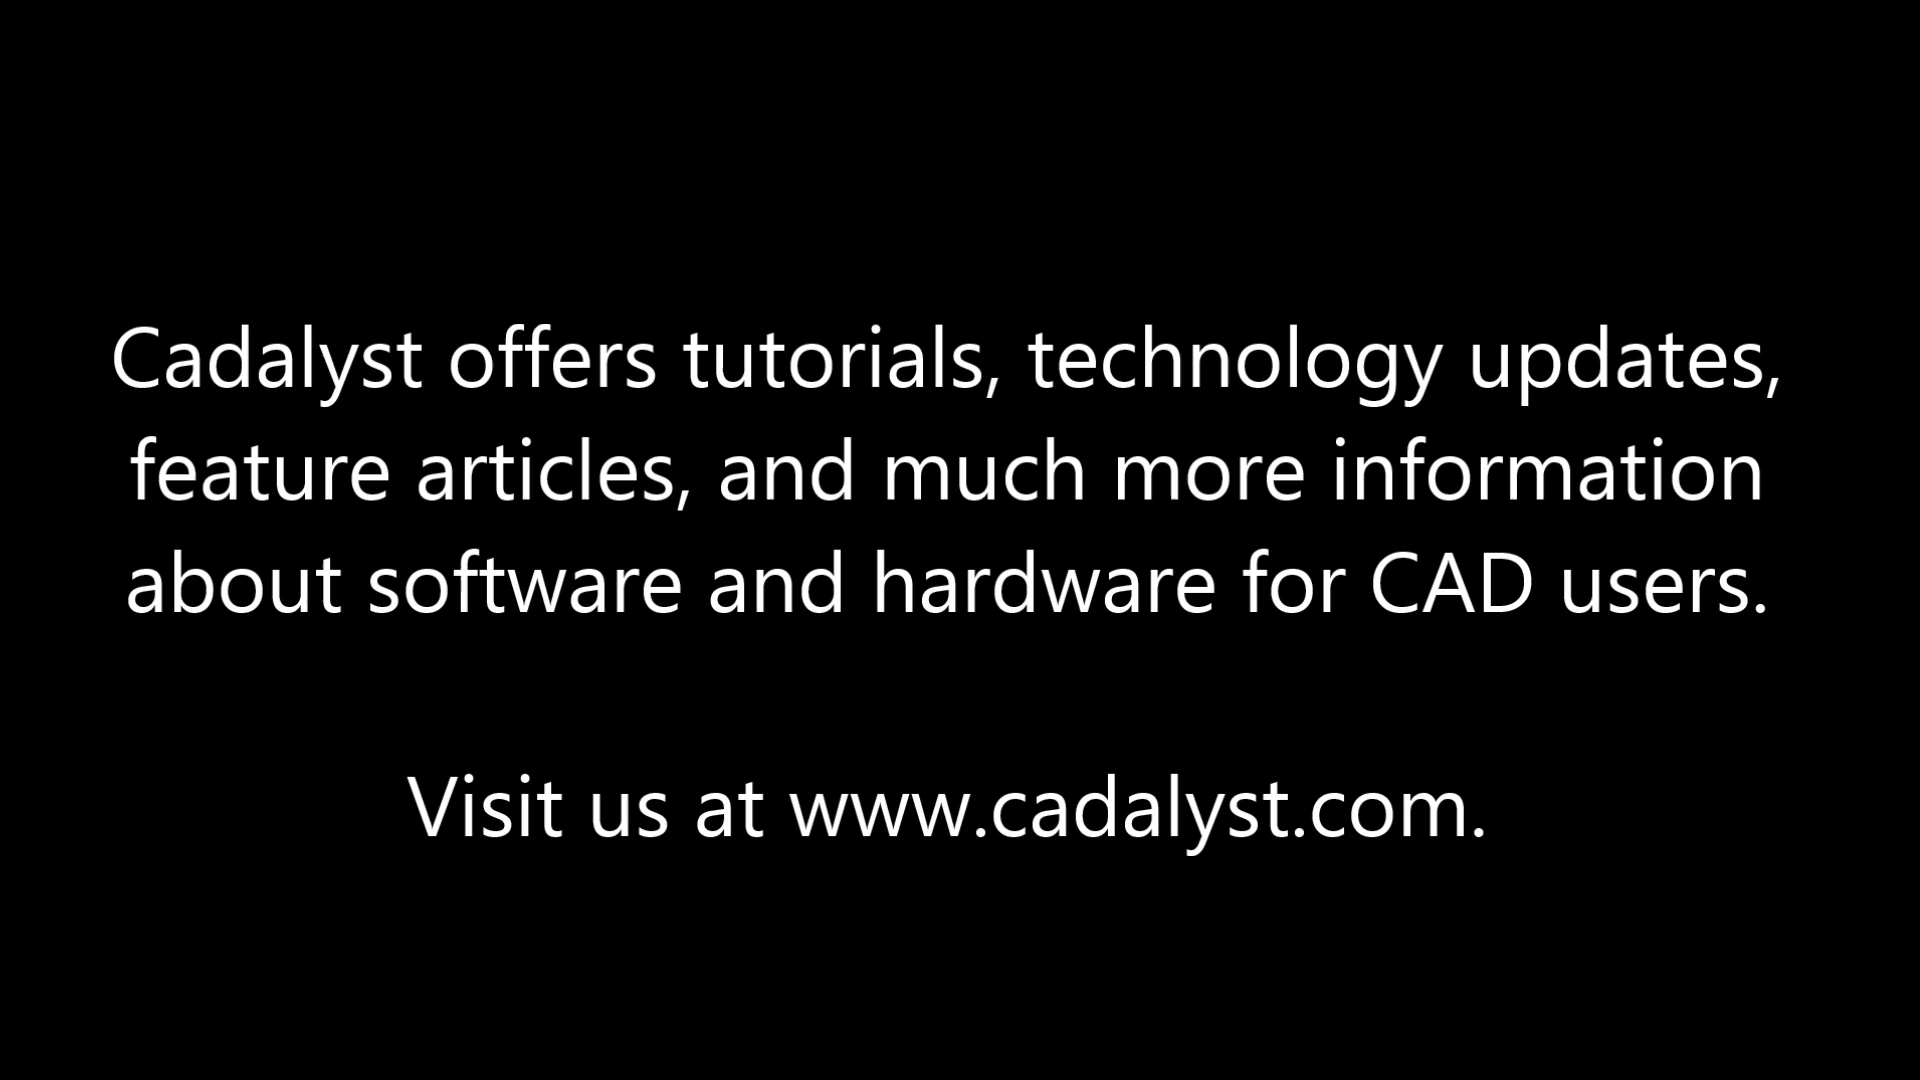 Cadalyst offers tutorials, technology updates,
feature articles, and much more information
about software and hardware for CAD users.
Visit us at www.cadalyst.com.